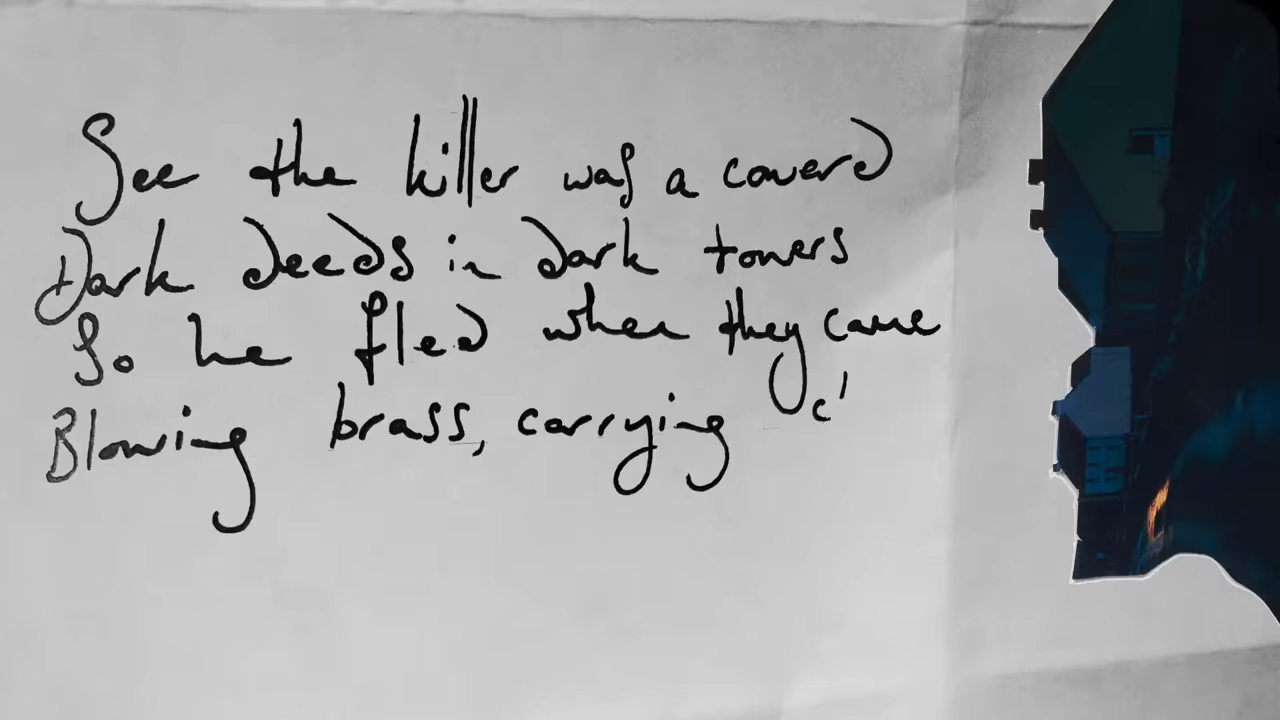 See the killer was a cowerd
Dark deeds in dark towers
So he fled when they came
Blowing brass, carrying